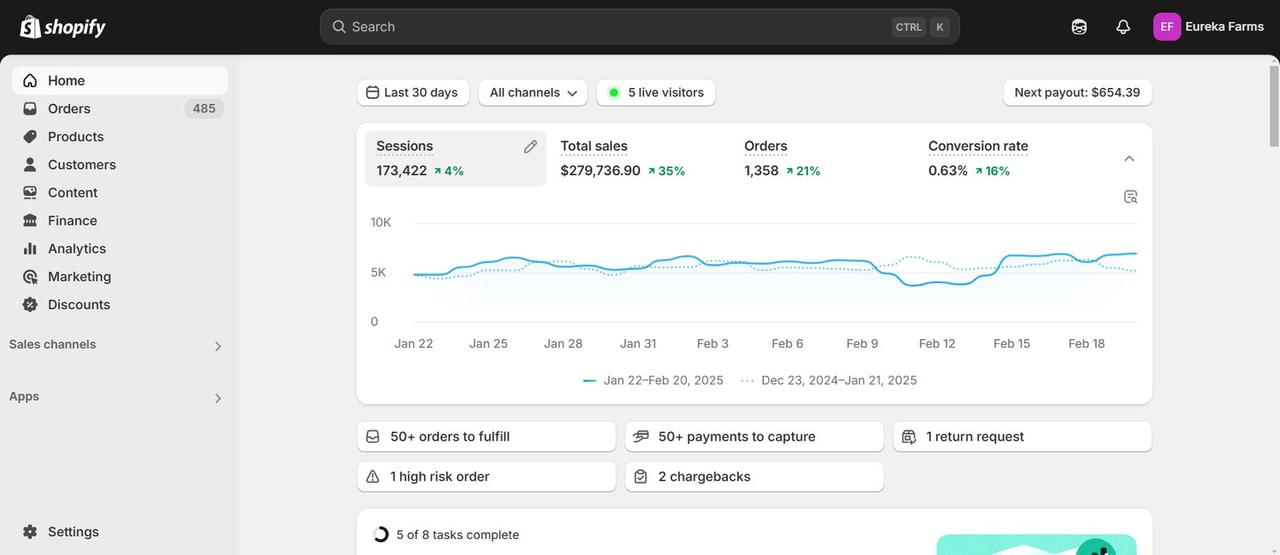 shopify
Search
CTRL K
EF Eureka Farms
Home
Orders 485
Products
Customers
Content
Finance
Analytics
Marketing
Discounts
Sales channels
Apps
Settings
Last 30 days
All channels
5 live visitors
Next payout: $654.39
Sessions
173,422 4%
Total sales
$279,736.90 35%
Orders
1,358 21%
Conversion rate
0.63% 16%
10K
5K
0
Jan 22 Jan 25 Jan 28 Jan 31 Feb 3 Feb 6 Feb 9 Feb 12 Feb 15 Feb 18
Jan 22–Feb 20, 2025 Dec 23, 2024–Jan 21, 2025
50+ orders to fulfill
50+ payments to capture
1 return request
1 high risk order
2 chargebacks
5 of 8 tasks complete